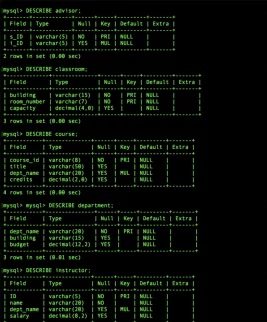 mysql> DESCRIBE advisor;
+-------+------------+------+-----+---------+-------+
| Field | Type | Null | Key | Default | Extra |
+-------+------------+------+-----+---------+-------+
| s_ID | varchar(5) | NO | PRI | NULL | |
| i_ID | varchar(5) | YES | MUL | NULL | |
+-------+------------+------+-----+---------+-------+
2 rows in set (0.00 sec)
mysql> DESCRIBE classroom;
+-------------+--------------+------+-----+---------+-------+
| Field | Type | Null | Key | Default | Extra |
+-------------+--------------+------+-----+---------+-------+
| building | varchar(15) | NO | PRI | NULL | |
| room_number | varchar(7) | NO | PRI | NULL | |
| capacity | decimal(4,0) | YES | | NULL | |
+-------------+--------------+------+-----+---------+-------+
3 rows in set (0.00 sec)
mysql> DESCRIBE course;
+-----------+--------------+------+-----+---------+-------+
| Field | Type | Null | Key | Default | Extra |
+-----------+--------------+------+-----+---------+-------+
| course_id | varchar(8) | NO | PRI | NULL | |
| title | varchar(50) | YES | | NULL | |
| dept_name | varchar(20) | YES | MUL | NULL | |
| credits | decimal(2,0) | YES | | NULL | |
+-----------+--------------+------+-----+---------+-------+
4 rows in set (0.00 sec)
mysql> mysql> DESCRIBE department;
+-----------+---------------+------+-----+---------+-------+
| Field | Type | Null | Key | Default | Extra |
+-----------+---------------+------+-----+---------+-------+
| dept_name | varchar(20) | NO | PRI | NULL | |
| building | varchar(15) | YES | | NULL | |
| budget | decimal(12,2) | YES | | NULL | |
+-----------+---------------+------+-----+---------+-------+
3 rows in set (0.01 sec)
mysql> DESCRIBE instructor;
+-----------+--------------+------+-----+---------+-------+
| Field | Type | Null | Key | Default | Extra |
+-----------+--------------+------+-----+---------+-------+
| ID | varchar(5) | NO | PRI | NULL | |
| name | varchar(20) | NO | | NULL | |
| dept_name | varchar(20) | YES | MUL | NULL | |
| salary | decimal(8,2) | YES | | NULL | |